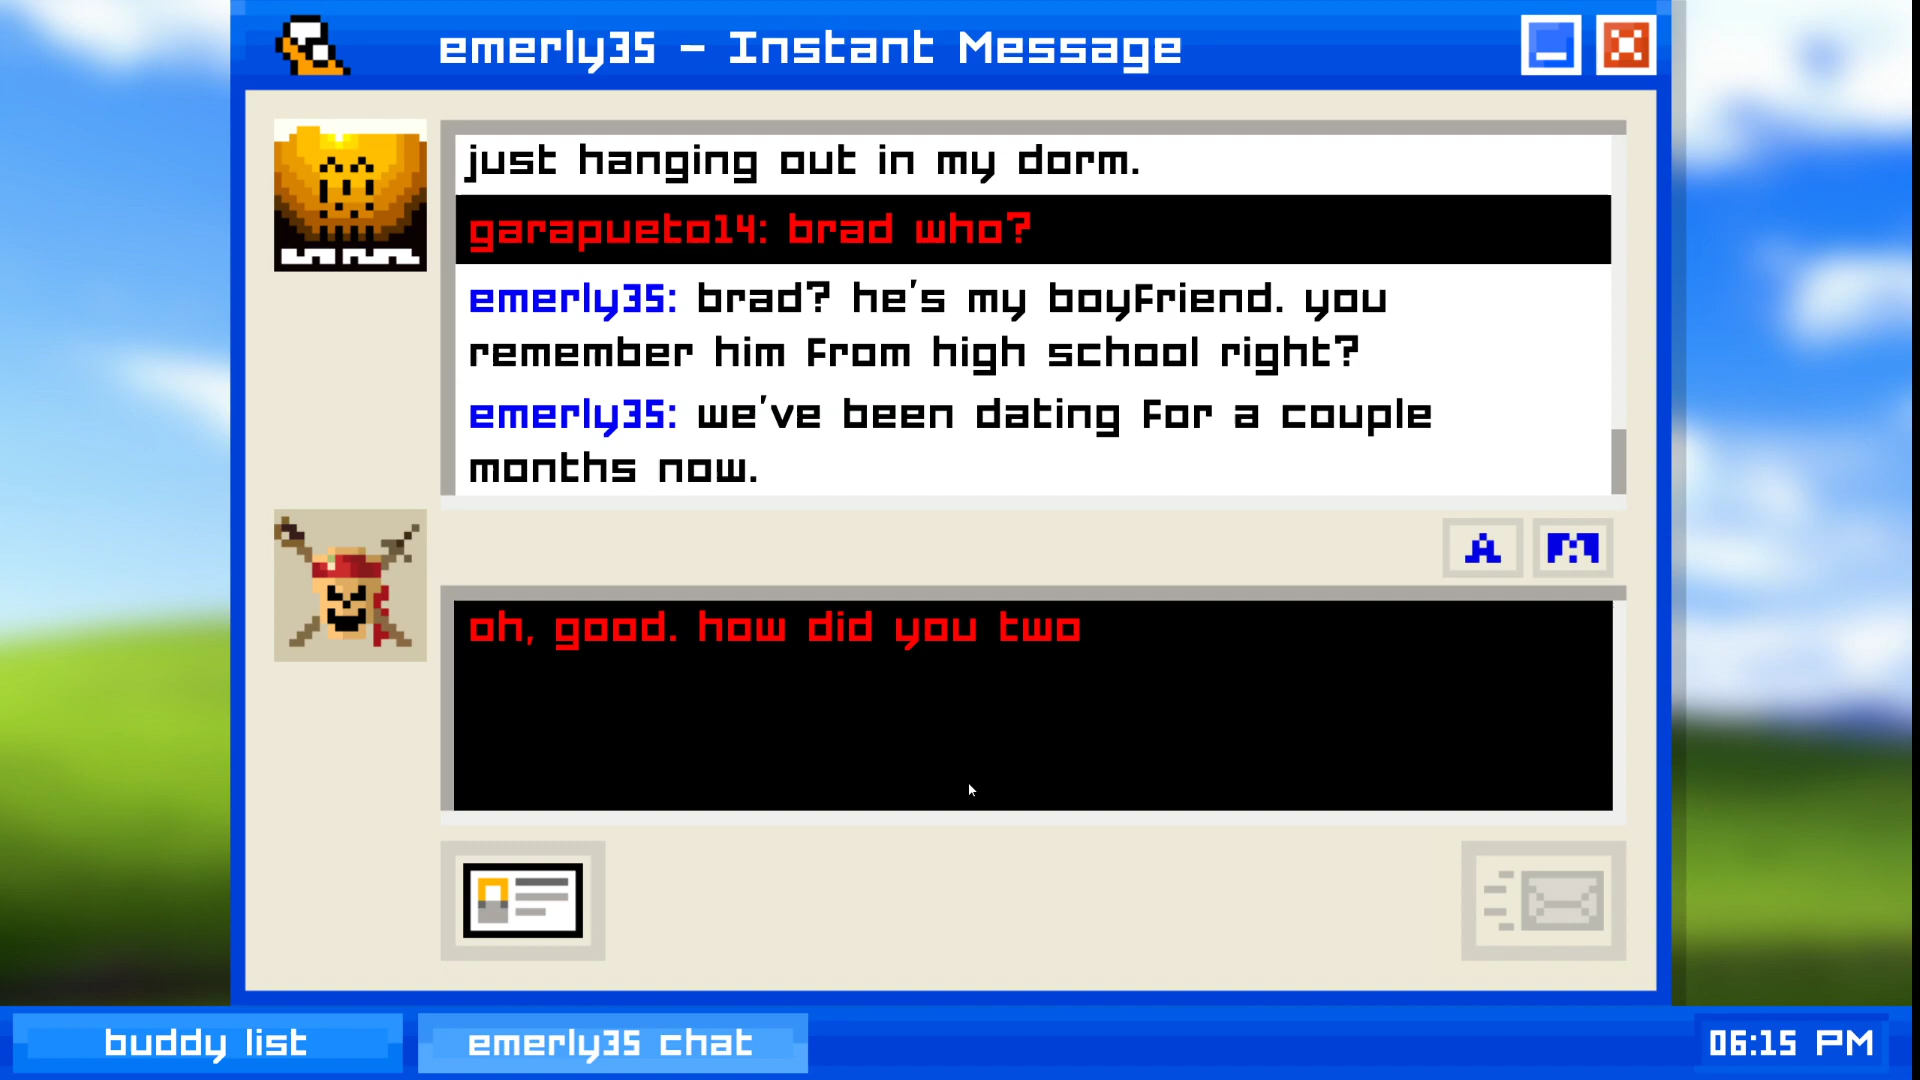 emerly35 – Instant Message
just hanging out in my dorm.
garapueto14: brad who?
emerly35: brad? he's my boyfriend. you
remember him from high school right?
emerly35: we've been dating for a couple
months now.
A
oh, good. how did you two
buddy list
emerly35 chat
06:15 PM